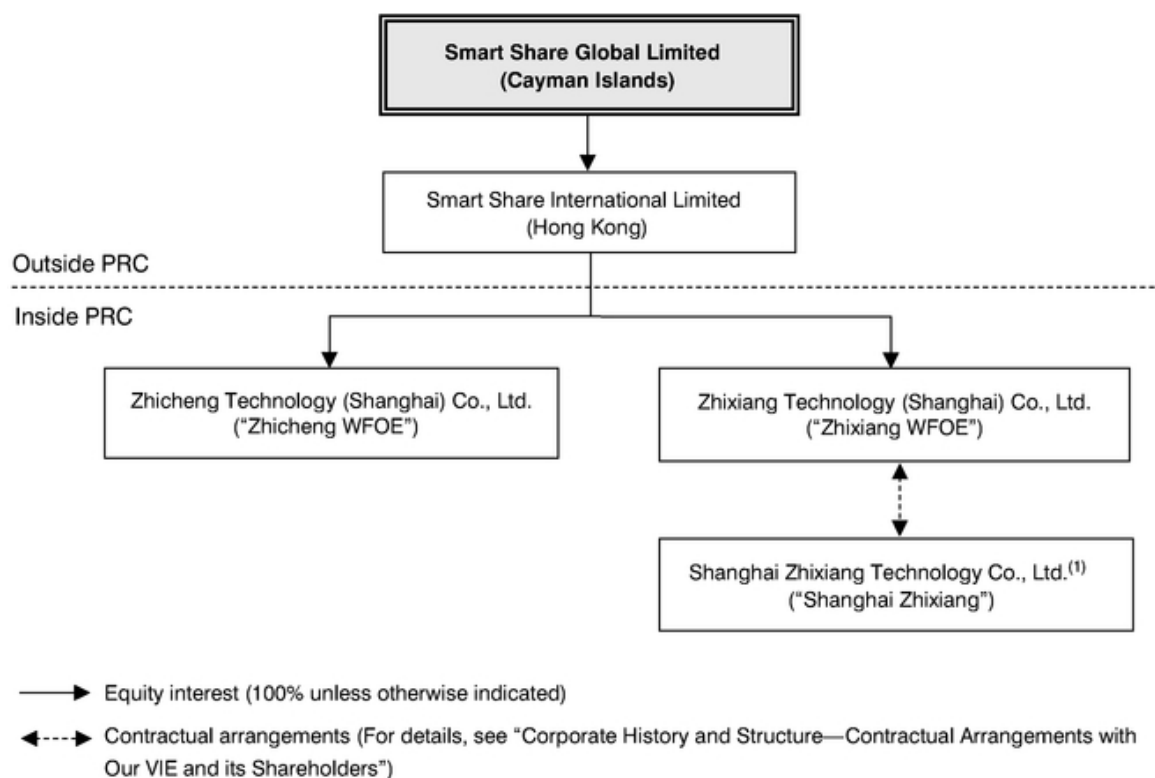 Smart Share Global Limited
(Cayman Islands)
Smart Share International Limited
(Hong Kong)
Outside PRC
Inside PRC
Zhicheng Technology (Shanghai) Co., Ltd.
(“Zhicheng WFOE”)
Zhixiang Technology (Shanghai) Co., Ltd.
(“Zhixiang WFOE”)
Shanghai Zhixiang Technology Co., Ltd.(1)
(“Shanghai Zhixiang”)
Equity interest (100% unless otherwise indicated)
Contractual arrangements (For details, see “Corporate History and Structure—Contractual Arrangements with
Our VIE and its Shareholders”)